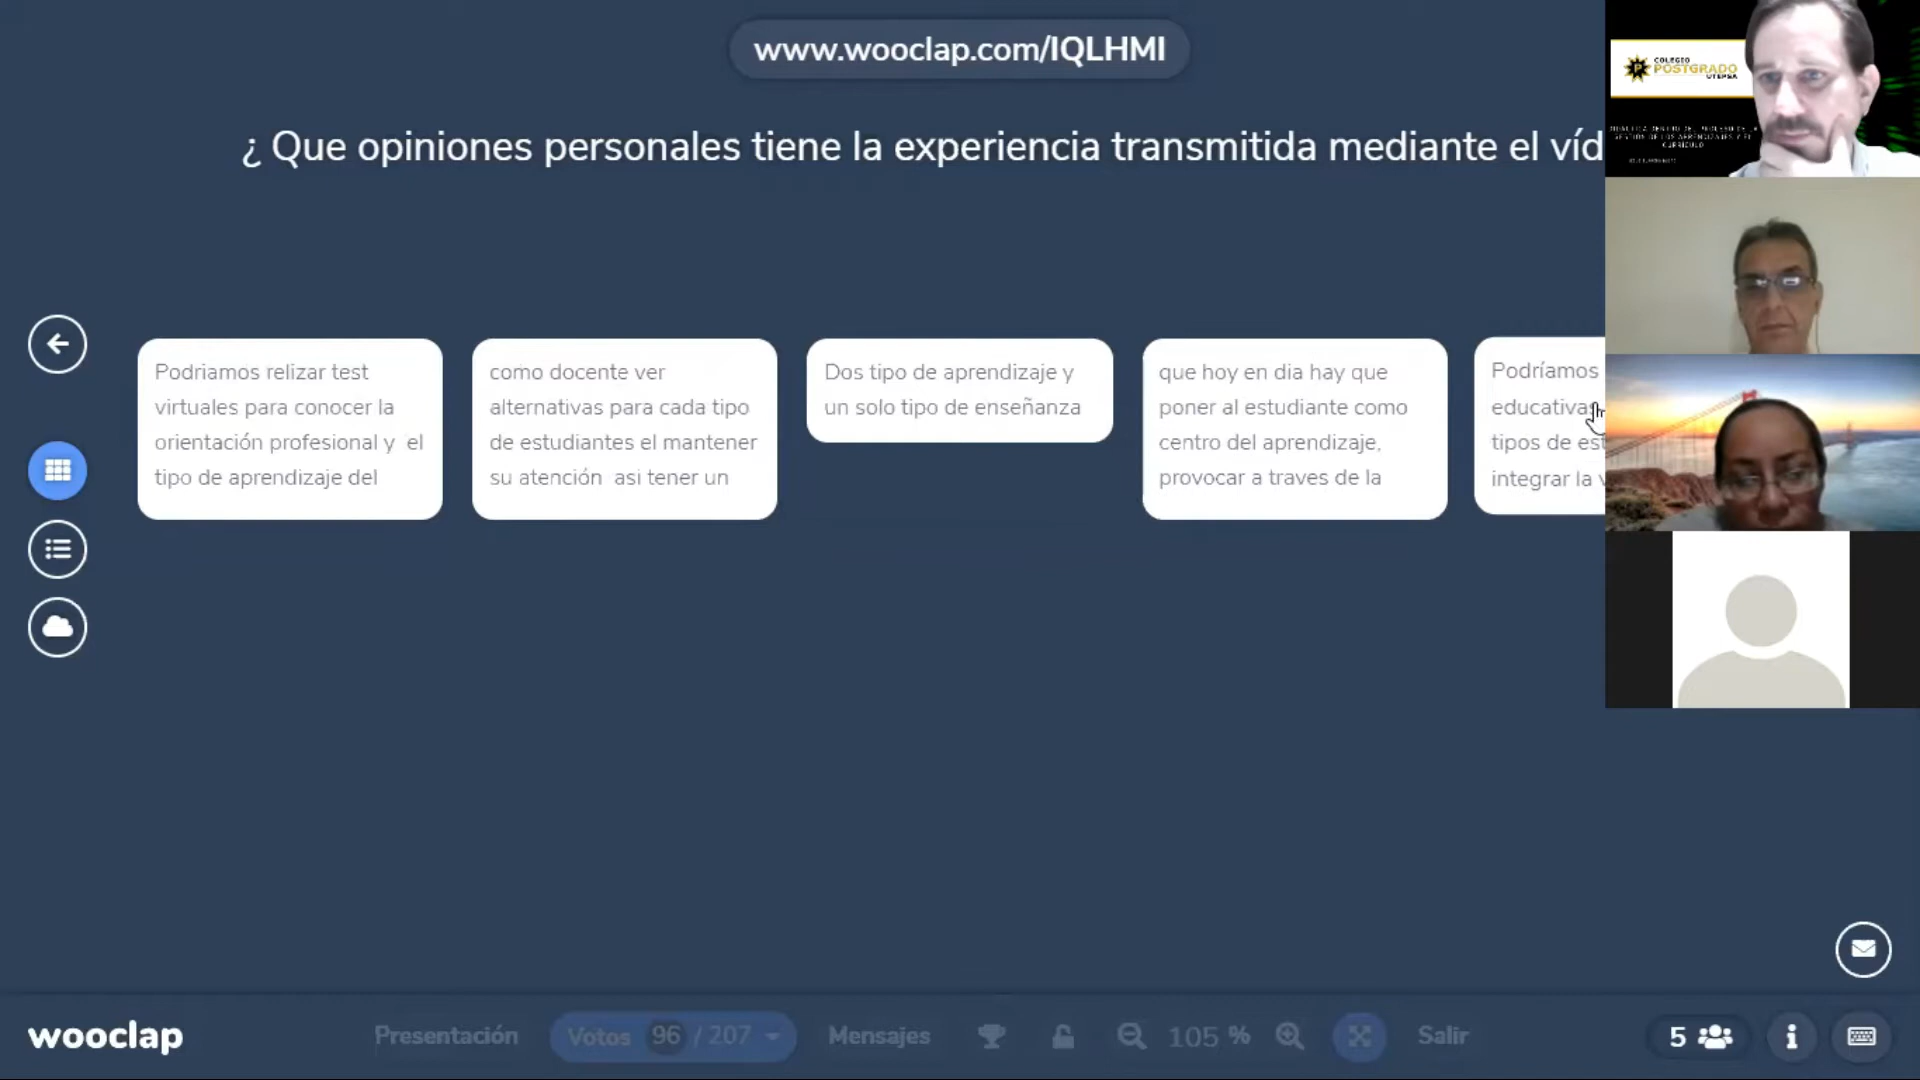 www.wooclap.com/IQLHMI
¿ Que opiniones personales tiene la experiencia transmitida mediante el víd
COLEGIO
POSTGRADO
UTEPSA
Podriamos relizar test
virtuales para conocer la
orientación profesional y el
tipo de aprendizaje del
como docente ver
alternativas para cada tipo
de estudiantes el mantener
su atención asi tener un
Dos tipo de aprendizaje y
un solo tipo de enseñanza
que hoy en dia hay que
poner al estudiante como
centro del aprendizaje,
provocar a traves de la
Podríamos
educativas
tipos de est
integrar la v
wooclap
Presentación
Votos 96 / 207
Mensajes
105 %
Salir
5